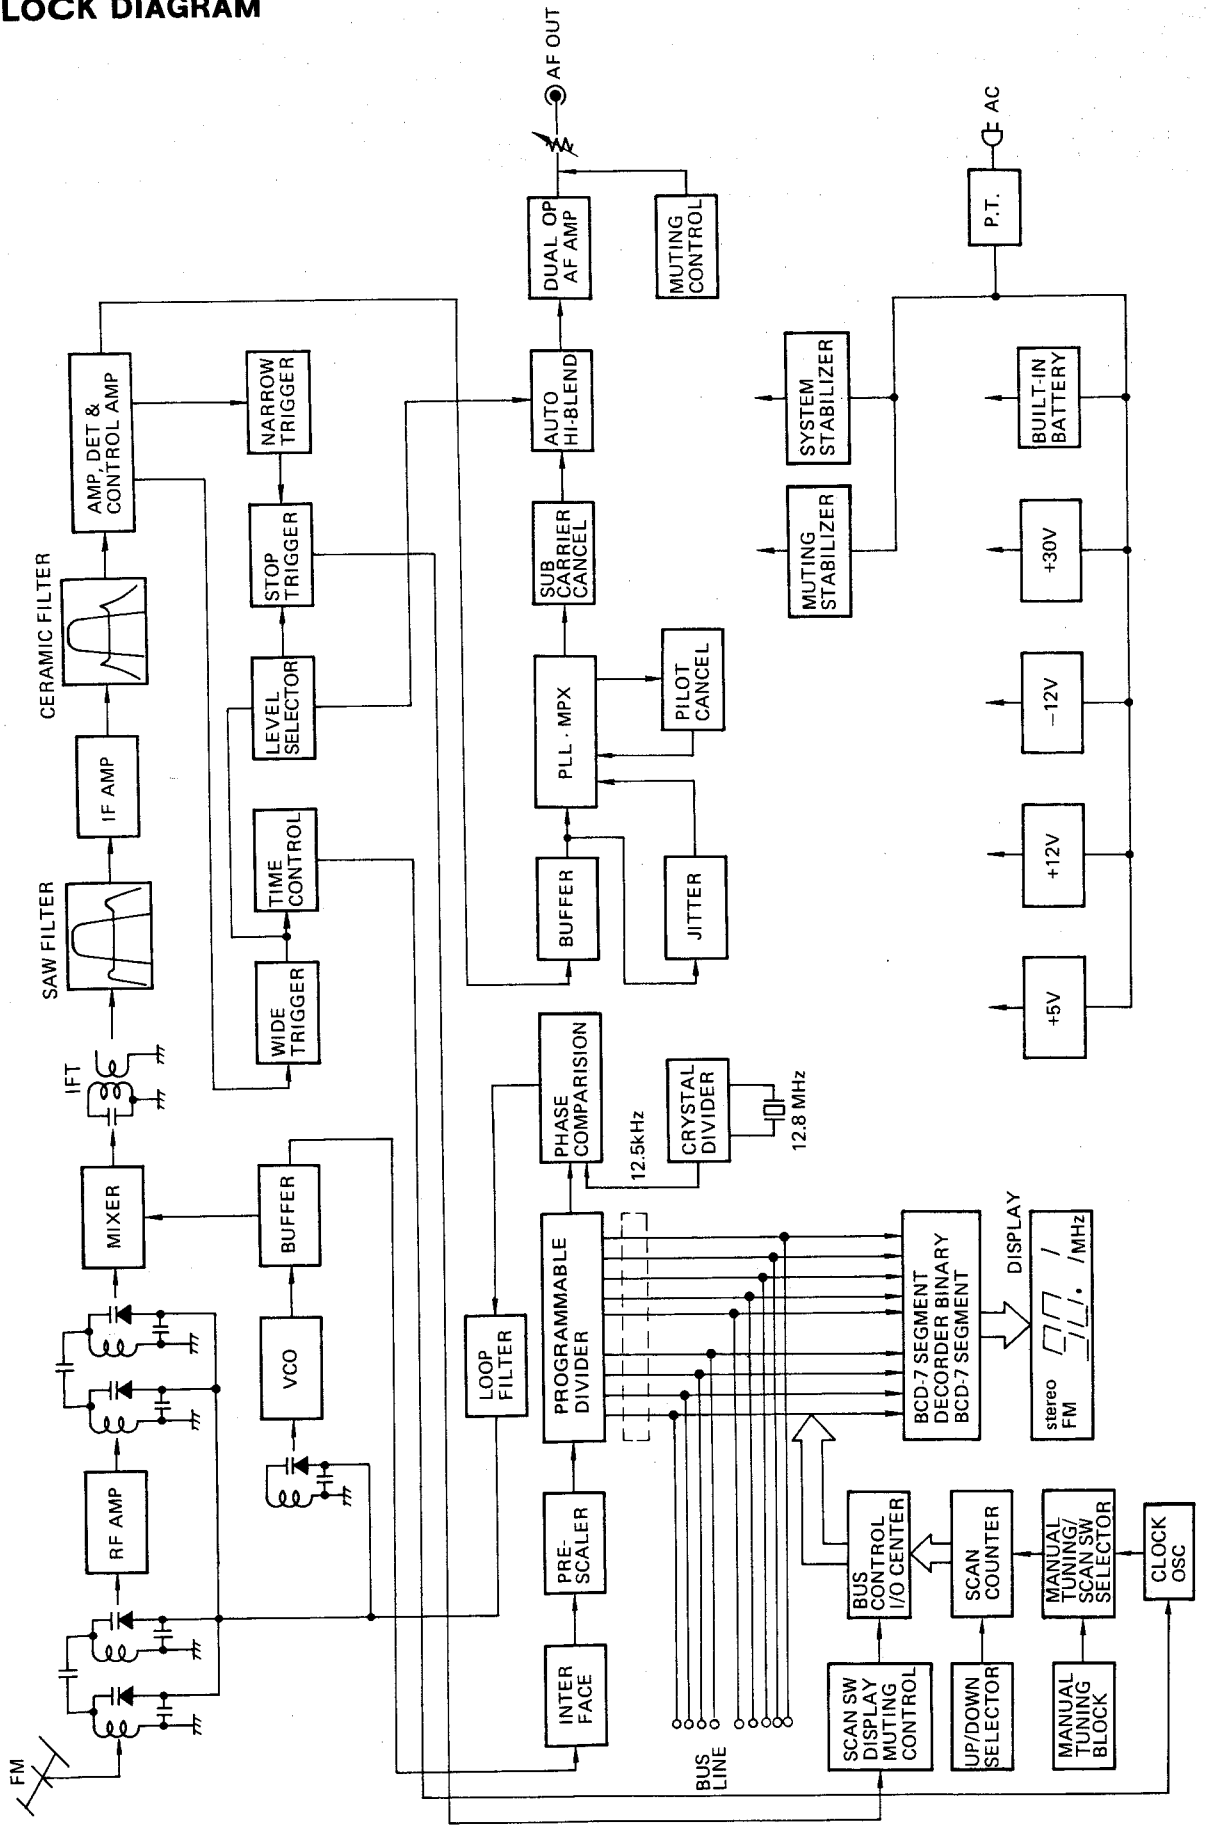 LOCK DIAGRAM
FM
RF AMP
MIXER
IFT
SAW FILTER
IF AMP
CERAMIC FILTER
AMP, DET &
CONTROL AMP
VCO
BUFFER
WIDE
TRIGGER
TIME
CONTROL
LEVEL
SELECTOR
STOP
TRIGGER
NARROW
TRIGGER
LOOP
FILTER
INTER
FACE
PRE-
SCALER
PROGRAMMABLE
DIVIDER
PHASE
COMPARISION
BUFFER
PLL · MPX
SUB
CARRIER
CANCEL
AUTO
HI-BLEND
DUAL OP
AF AMP
AF OUT
12.5kHz
CRYSTAL
DIVIDER
12.8 MHz
JITTER
PILOT
CANCEL
MUTING
CONTROL
BUS
LINE
SCAN SW
DISPLAY
MUTING
CONTROL
BUS
CONTROL
I/O CENTER
BCD-7 SEGMENT
DECORDER BINARY
BCD-7 SEGMENT
MUTING
STABILIZER
SYSTEM
STABILIZER
P.T.
AC
UP/DOWN
SELECTOR
SCAN
COUNTER
DISPLAY
stereo
FM
90. /
/MHz
MANUAL
TUNING
BLOCK
MANUAL
TUNING/
SCAN SW
SELECTOR
CLOCK
OSC
+5V
+12V
−12V
+30V
BUILT-IN
BATTERY